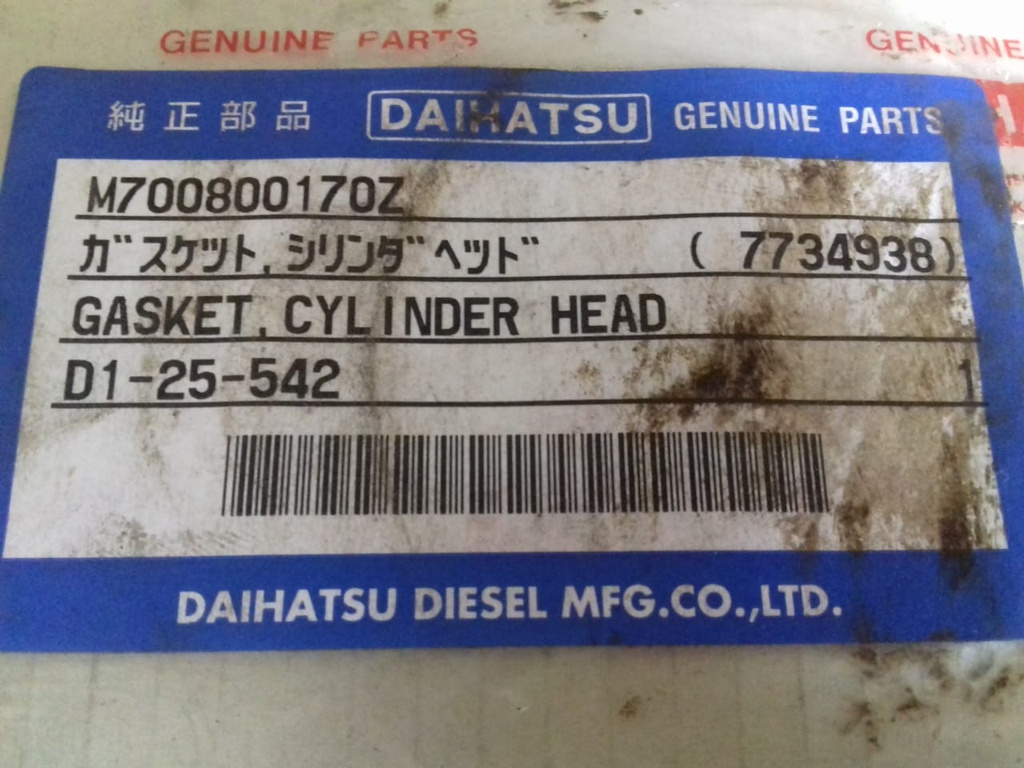 GENUINE PARTS GENUINE
純正部品 DAIHATSU GENUINE PARTS
M700800170Z
ガスケット,シリンダヘッド (7734938)
GASKET,CYLINDER HEAD
D1-25-542 1
DAIHATSU DIESEL MFG.CO.,LTD.